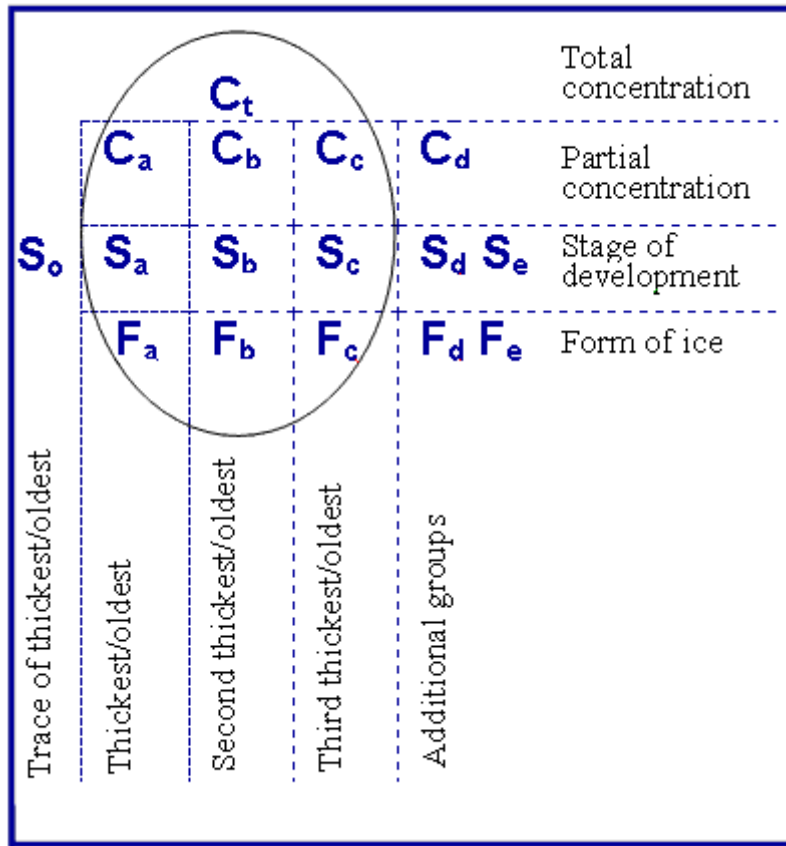 Total
concentration
Ct
Ca Cb Cc Cd
Partial
concentration
So Sa Sb Sc Sd Se
Stage of
development
Fa Fb Fc Fd Fe
Form of ice
Trace of thickest/oldest
Thickest/oldest
Second thickest/oldest
Third thickest/oldest
Additional groups